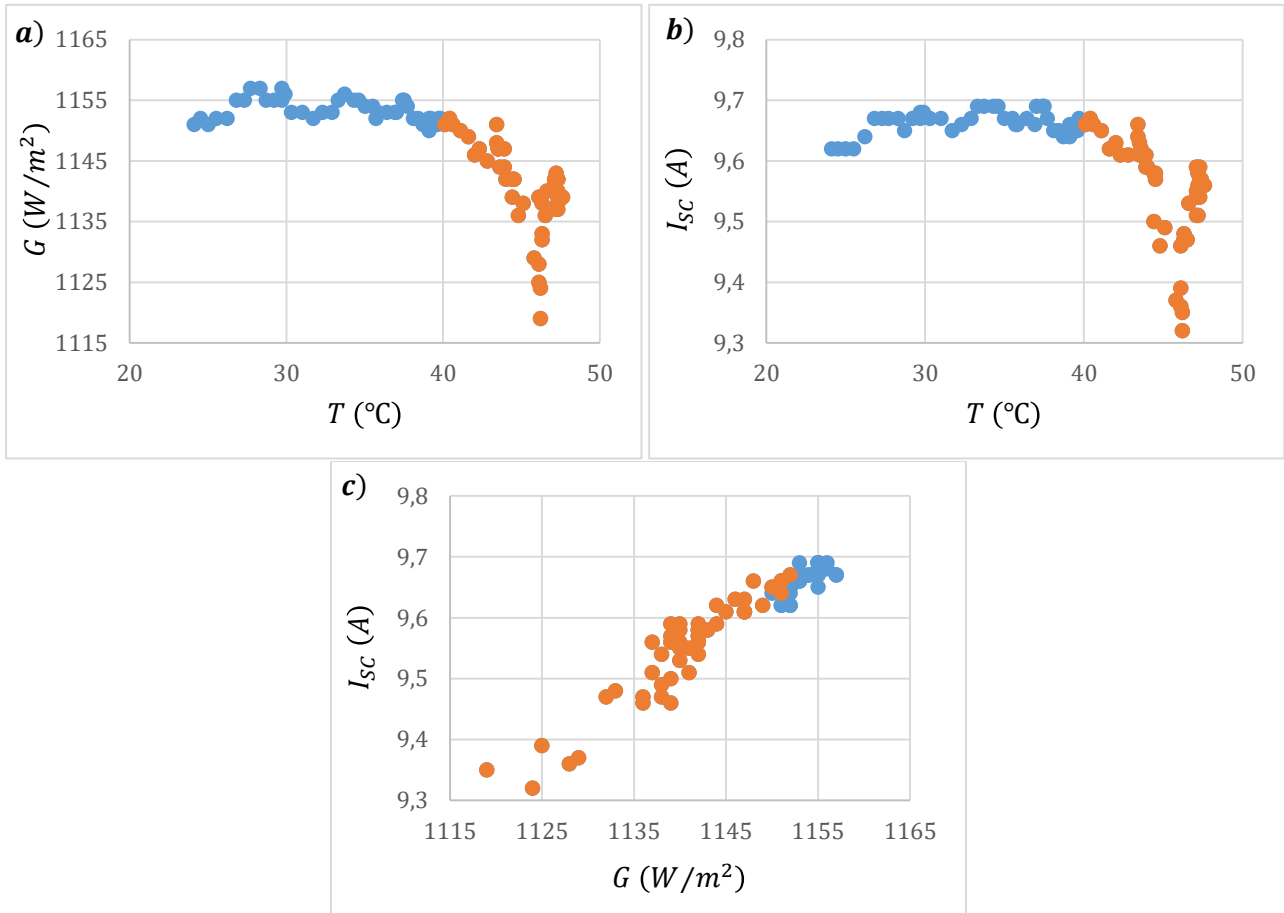 a)
G (W/m²)
1165
1155
1145
1135
1125
1115
20 30 40 50
T (°C)
b)
I_SC (A)
9,8
9,7
9,6
9,5
9,4
9,3
20 30 40 50
T (°C)
c)
I_SC (A)
9,8
9,7
9,6
9,5
9,4
9,3
1115 1125 1135 1145 1155 1165
G (W/m²)